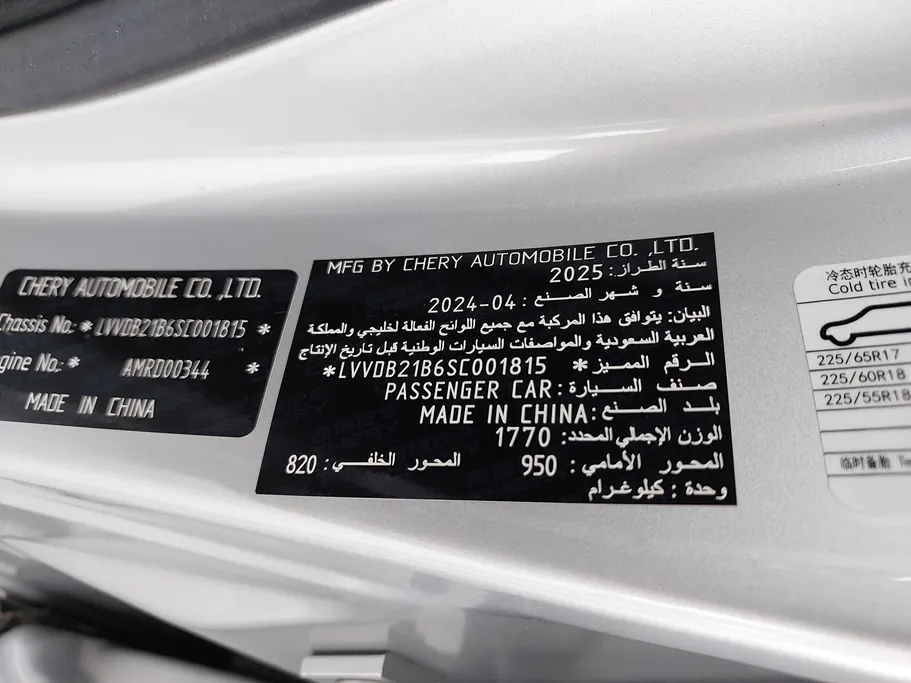 CHERY AUTOMOBILE CO. ,LTD.
Chassis No.:*LVVDB21B6SC001815 *
gine No.:* AMRD00344 *
MADE IN CHINA
MFG BY CHERY AUTOMOBILE CO. ,LTD.
سنة الطراز: 2025
سنة و شهر الصنع : 2024-04
البيان: يتوافق هذا المركبة مع جميع اللوائح الفعالة لخليجي والمملكة
العربية السعودية والمواصفات السيارات الوطنية قبل تاريخ الإنتاج
الرقم المميز: *LVVDB21B6SC001815 *
صنف السيارة : PASSENGER CAR
بلد الصنع: MADE IN CHINA
الوزن الإجمالي المحدد: 1770
المحور الأمامي : 950 المحور الخلفي : 820
وحدة : كيلوغرام
冷态时轮胎充
Cold tire in
225/65R17
225/60R18
225/55R18
临时备胎